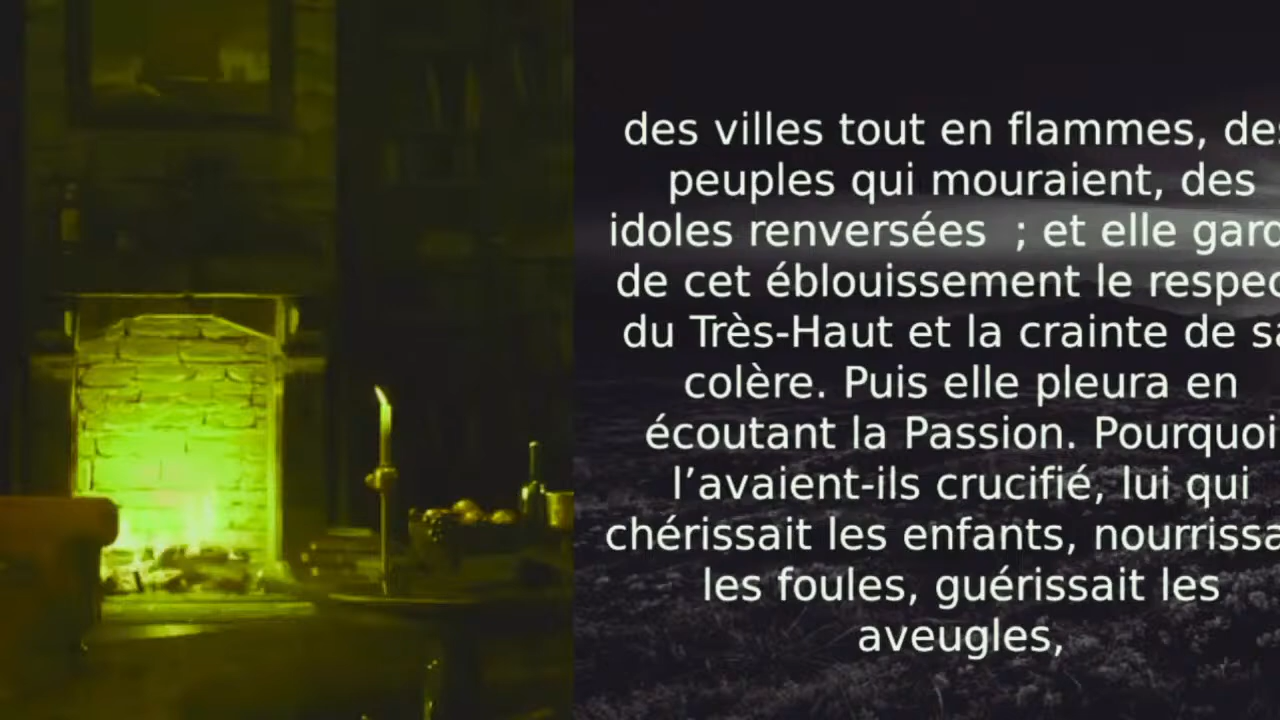 des villes tout en flammes, des
peuples qui mouraient, des
idoles renversées  ; et elle gard
de cet éblouissement le respec
du Très-Haut et la crainte de sa
colère. Puis elle pleura en
écoutant la Passion. Pourquoi
l’avaient-ils crucifié, lui qui
chérissait les enfants, nourrissa
les foules, guérissait les
aveugles,